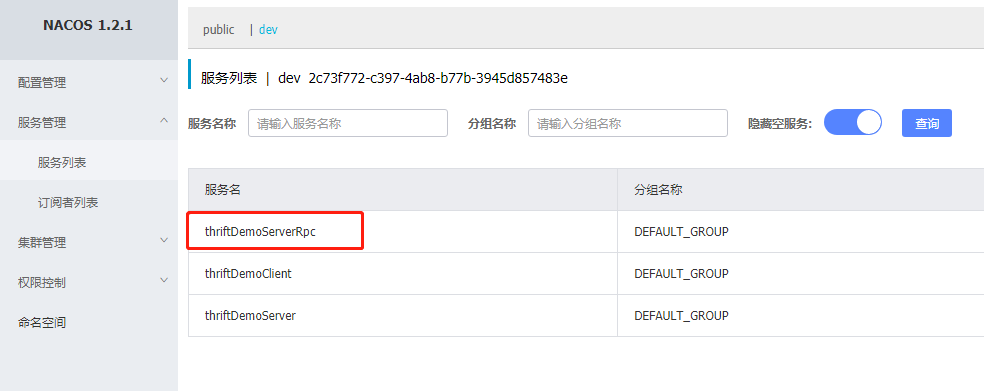 NACOS 1.2.1
配置管理
服务管理
服务列表
订阅者列表
集群管理
权限控制
命名空间
public | dev
服务列表 | dev 2c73f772-c397-4ab8-b77b-3945d857483e
服务名称 请输入服务名称 分组名称 请输入分组名称 隐藏空服务: 查询
服务名 分组名称
thriftDemoServerRpc DEFAULT_GROUP
thriftDemoClient DEFAULT_GROUP
thriftDemoServer DEFAULT_GROUP